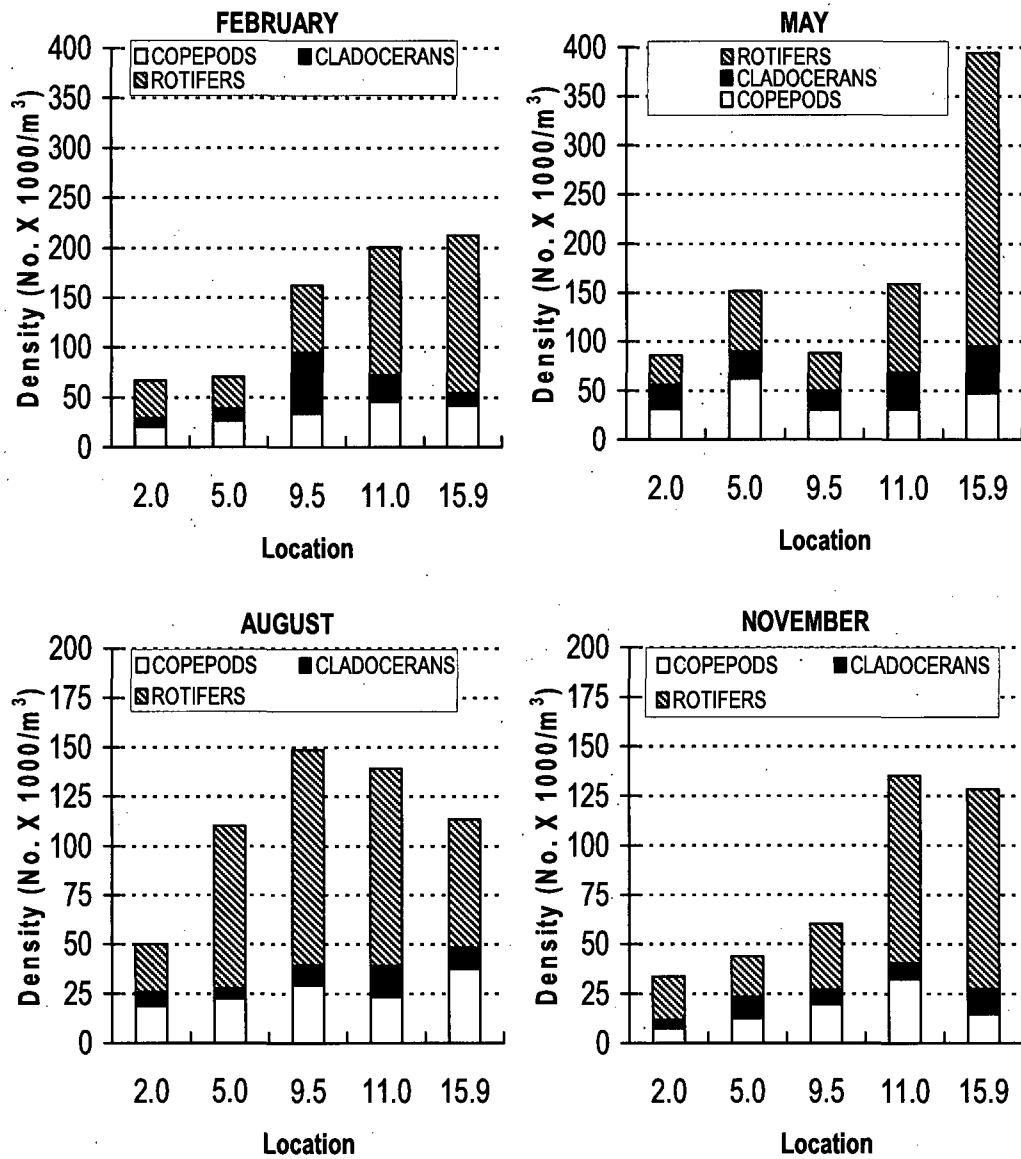 FEBRUARY
Density (No. X 1000/m³)
400
350
300
250
200
150
100
50
0
COPEPODS CLADOCERANS
ROTIFERS
2.0 5.0 9.5 11.0 15.9
Location
MAY
Density (No. X 1000/m³)
400
350
300
250
200
150
100
50
0
ROTIFERS
CLADOCERANS
COPEPODS
2.0 5.0 9.5 11.0 15.9
Location
AUGUST
Density (No. X 1000/m³)
200
175
150
125
100
75
50
25
0
COPEPODS CLADOCERANS
ROTIFERS
2.0 5.0 9.5 11.0 15.9
Location
NOVEMBER
Density (No. X 1000/m³)
200
175
150
125
100
75
50
25
0
COPEPODS CLADOCERANS
ROTIFERS
2.0 5.0 9.5 11.0 15.9
Location